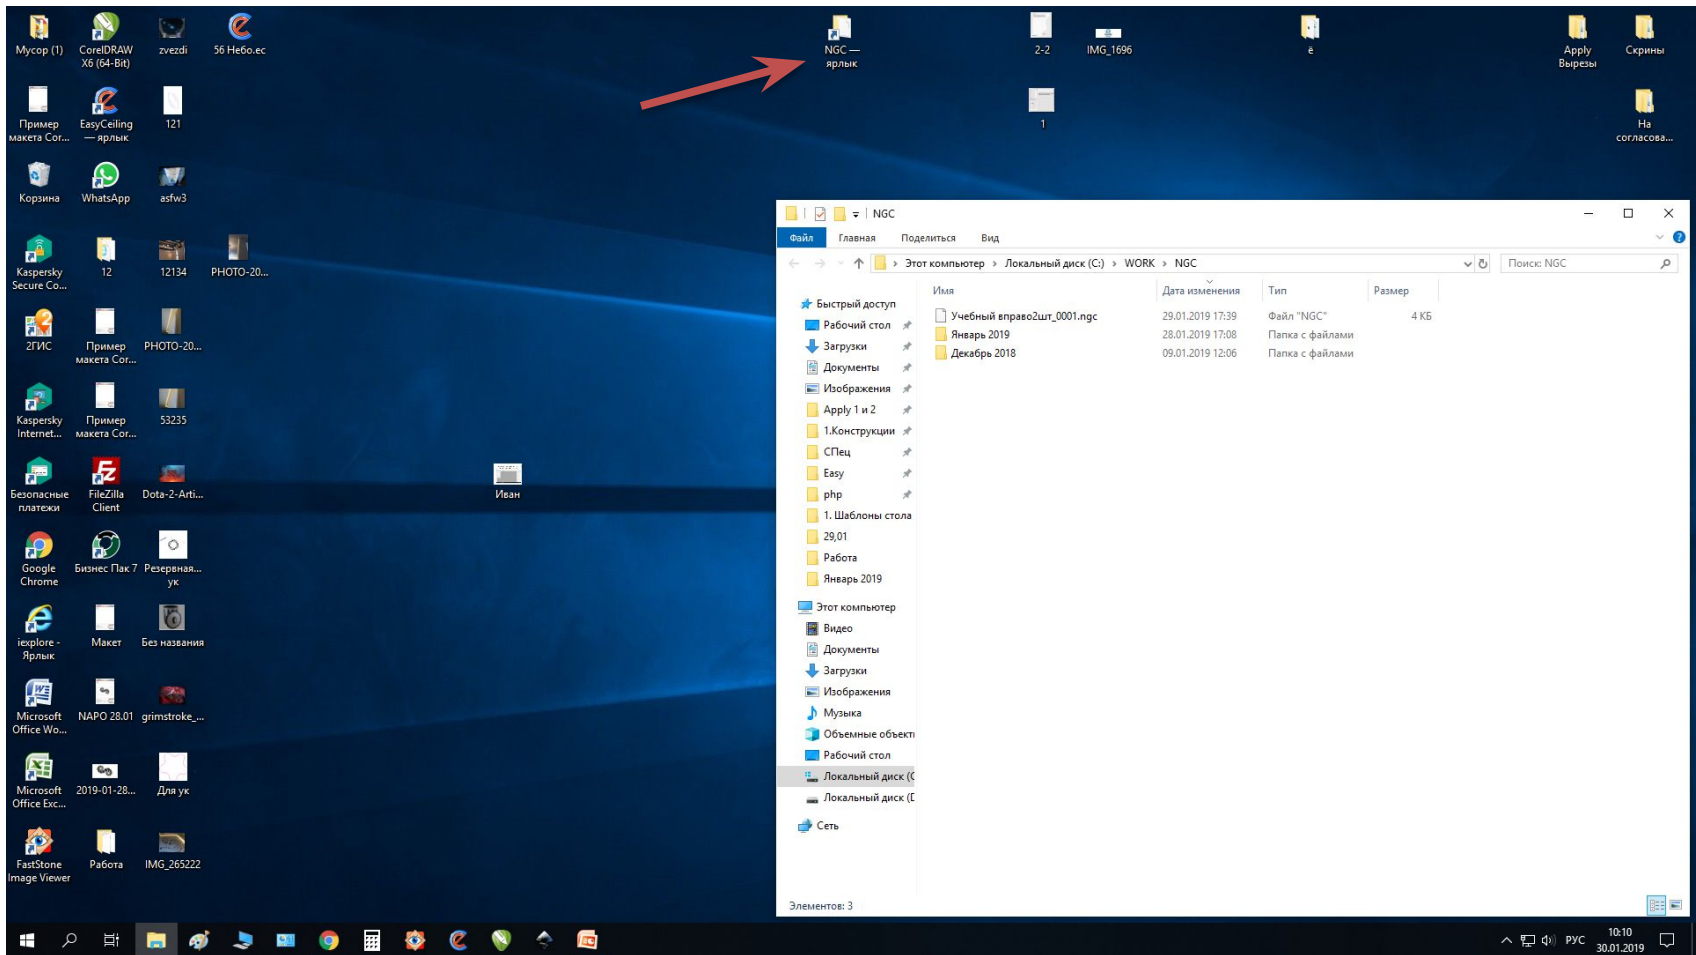 Мусор (1)
CorelDRAW
X6 (64-Bit)
zvezdi
56 Небо.ec
NGC —
ярлык
2-2
IMG_1696
ё
Apply
Вырезы
Скрины
Пример
макета Cor...
EasyCeiling
— ярлык
121
1
На
согласова...
Корзина
WhatsApp
asfw3
Kaspersky
Secure Co...
12
12134
PHOTO-20...
2ГИС
Пример
макета Cor...
PHOTO-20...
Kaspersky
Internet...
Пример
макета Cor...
53235
Безопасные
платежи
FileZilla
Client
Dota-2-Arti...
Иван
Google
Chrome
Бизнес Пак 7
Резервная...
ук
iexplore -
Ярлык
Макет
Без названия
Microsoft
Office Wo...
NAPO 28.01
grimstroke_...
Microsoft
Office Exc...
2019-01-28...
Для ук
FastStone
Image Viewer
Работа
IMG_265222
NGC
Файл
Главная
Поделиться
Вид
Этот компьютер › Локальный диск (C:) › WORK › NGC
Поиск: NGC
Имя
Дата изменения
Тип
Размер
Учебный вправо2шт_0001.ngc 29.01.2019 17:39 Файл "NGC" 4 КБ
Январь 2019 28.01.2019 17:08 Папка с файлами
Декабрь 2018 09.01.2019 12:06 Папка с файлами
Быстрый доступ
Рабочий стол
Загрузки
Документы
Изображения
Apply 1 и 2
1.Конструкции
СПец
Easy
php
1. Шаблоны стола
29,01
Работа
Январь 2019
Этот компьютер
Видео
Документы
Загрузки
Изображения
Музыка
Объемные объект
Рабочий стол
Локальный диск (C
Локальный диск (D
Сеть
Элементов: 3
РУС
10:10
30.01.2019